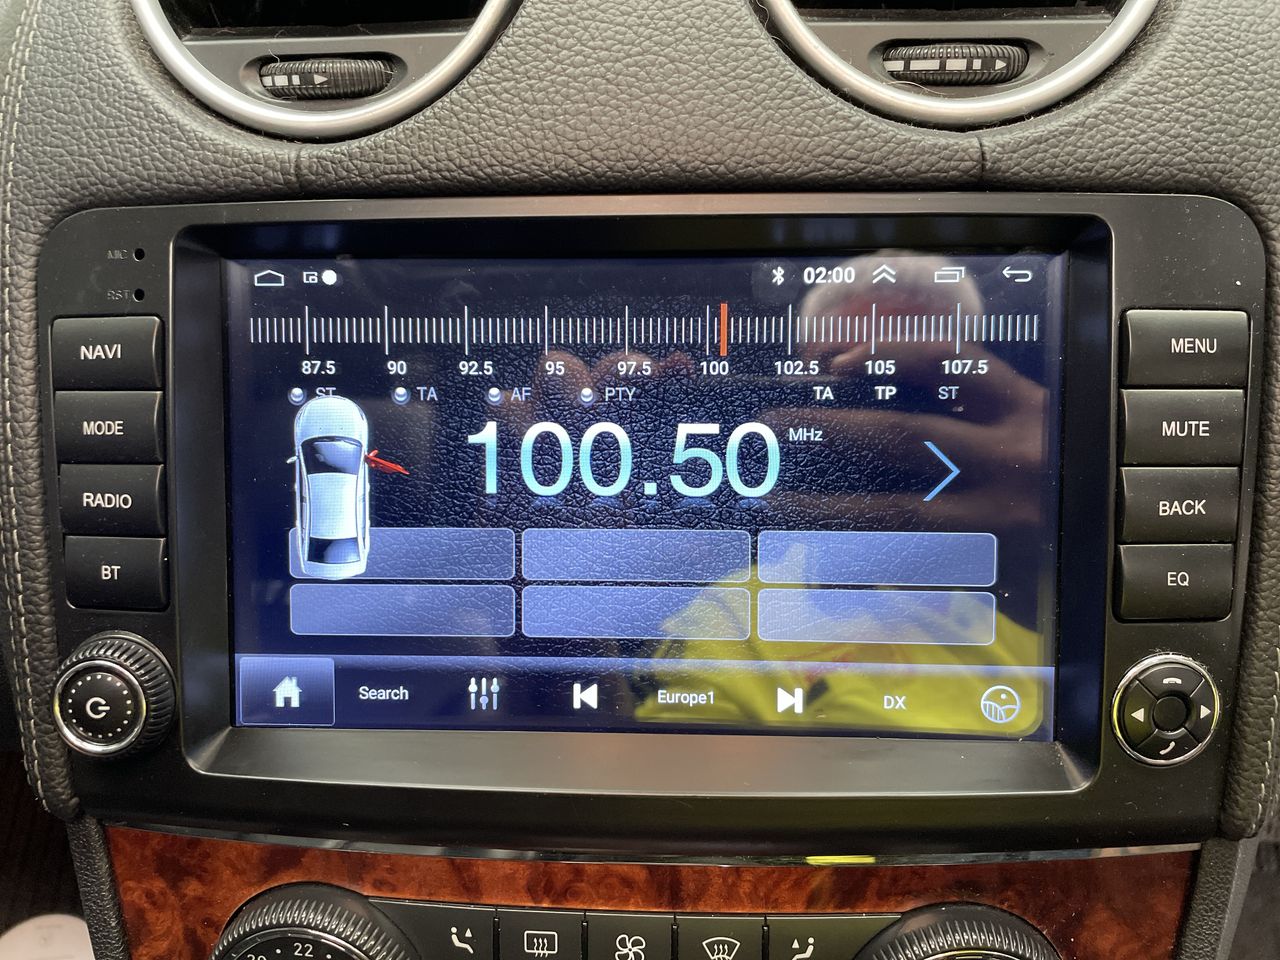 MIC
RST
02:00
87.5 90 92.5 95 97.5 100 102.5 105 107.5
ST TA AF PTY TA TP ST
100.50 MHz
NAVI
MODE
RADIO
BT
MENU
MUTE
BACK
EQ
Search Europe1 DX
20 22